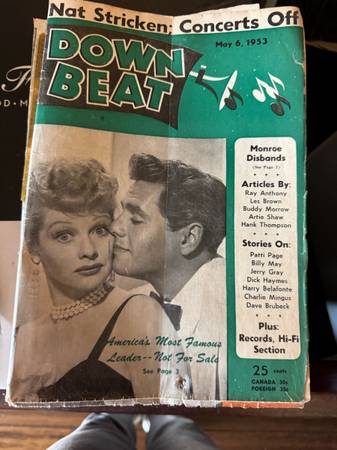 Nat Stricken; Concerts Off
May 6, 1953
DOWN
BEAT
Monroe
Disbands
(See Page 1)
Articles By:
Ray Anthony
Les Brown
Buddy Morrow
Artie Shaw
Hank Thompson
Stories On:
Patti Page
Billy May
Jerry Gray
Dick Haymes
Harry Belafonte
Charlie Mingus
Dave Brubeck
Plus:
Records, Hi-Fi
Section
America's Most Famous
Leader--Not For Sale
See Page 3
25 cents
CANADA 30c
FOREIGN 35c